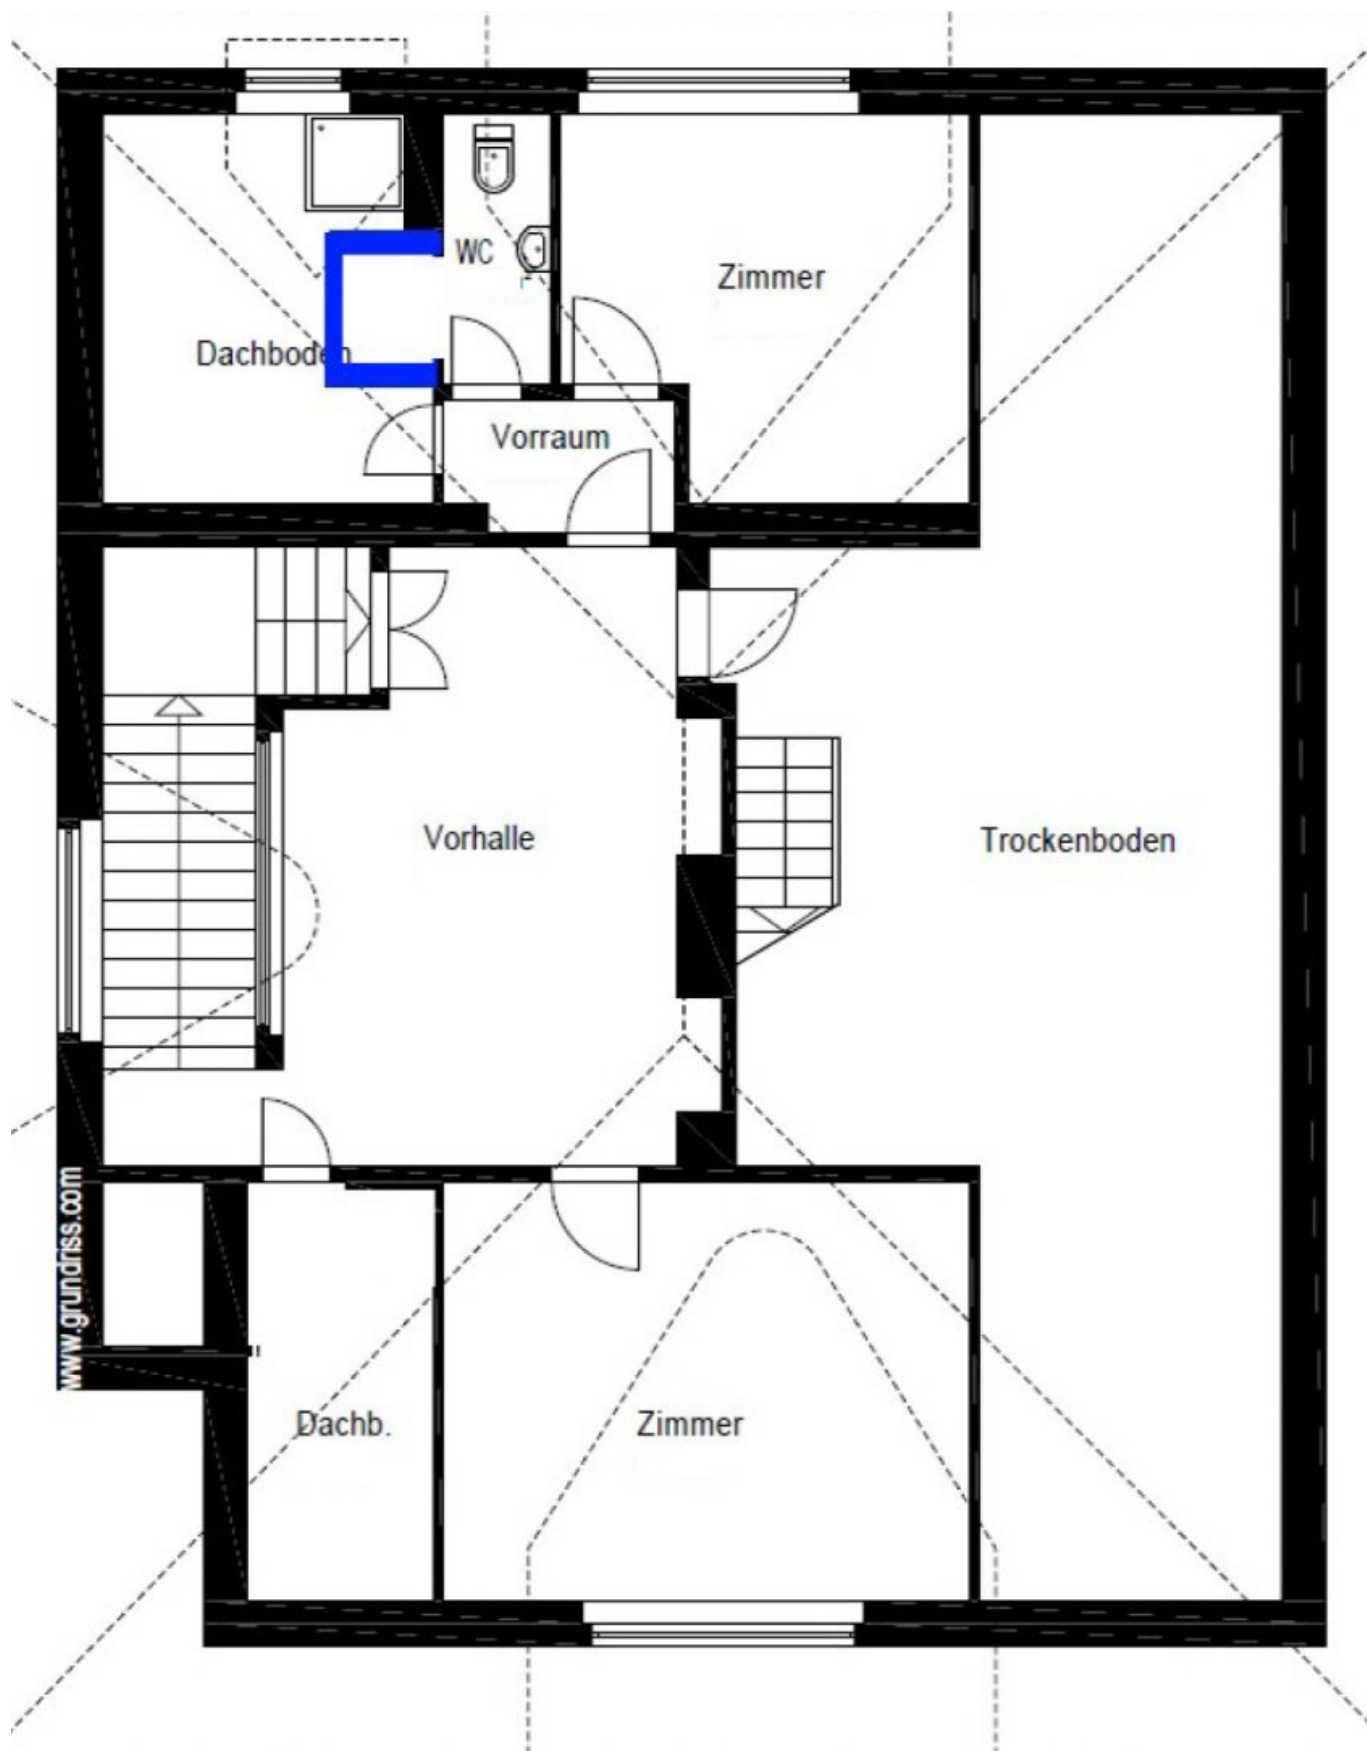 WC
Zimmer
Dachboden
Vorraum
Vorhalle
Trockenboden
www.grundriss.com
Dachb.
Zimmer